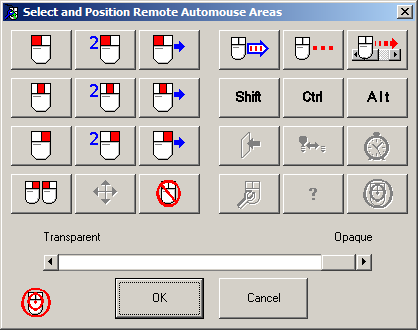 Select and Position Remote Automouse Areas
2
2 Shift Ctrl Alt
2
?
Transparent Opaque
OK Cancel